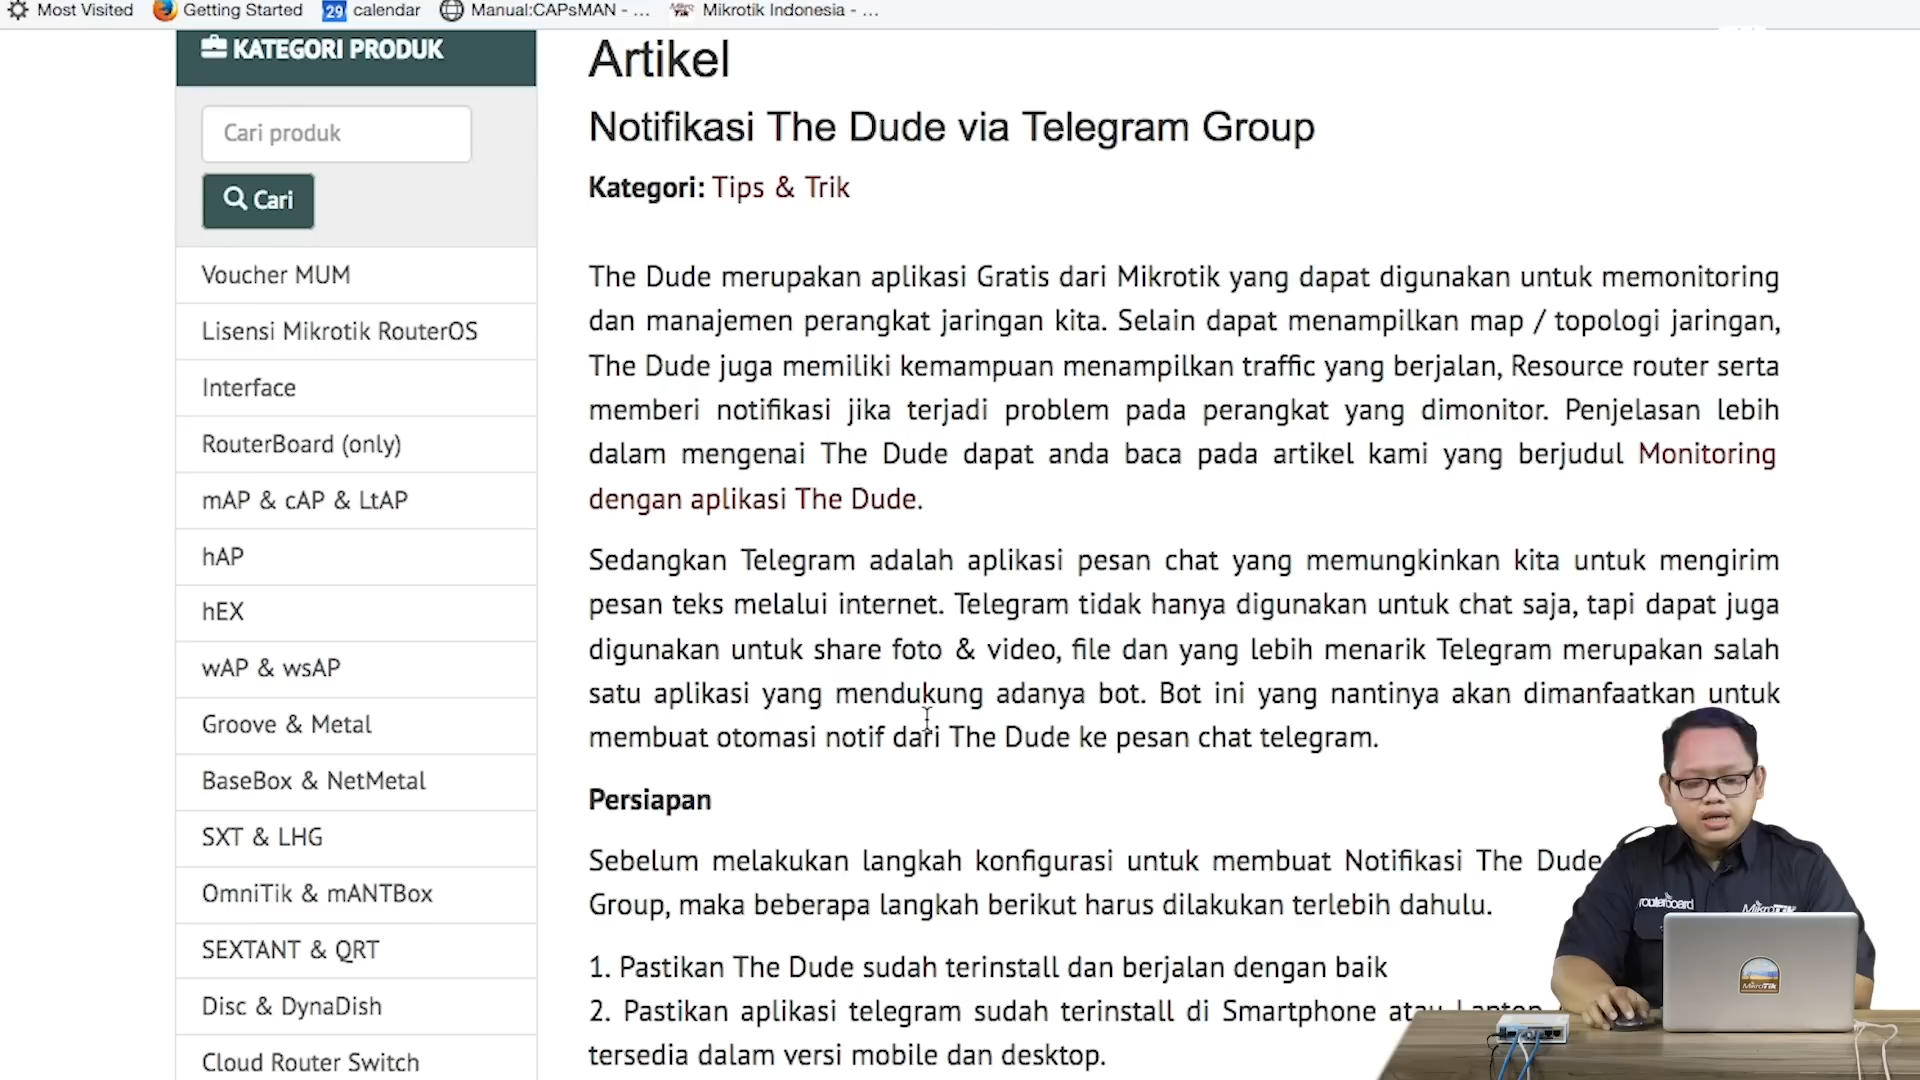 Most Visited Getting Started 29 calendar Manual:CAPsMAN - ... Mikrotik Indonesia - ...
KATEGORI PRODUK
Cari produk
Cari
Voucher MUM
Lisensi Mikrotik RouterOS
Interface
RouterBoard (only)
mAP & cAP & LtAP
hAP
hEX
wAP & wsAP
Groove & Metal
BaseBox & NetMetal
SXT & LHG
OmniTik & mANTBox
SEXTANT & QRT
Disc & DynaDish
Cloud Router Switch
Artikel
Notifikasi The Dude via Telegram Group
Kategori: Tips & Trik
The Dude merupakan aplikasi Gratis dari Mikrotik yang dapat digunakan untuk memonitoring
dan manajemen perangkat jaringan kita. Selain dapat menampilkan map / topologi jaringan,
The Dude juga memiliki kemampuan menampilkan traffic yang berjalan, Resource router serta
memberi notifikasi jika terjadi problem pada perangkat yang dimonitor. Penjelasan lebih
dalam mengenai The Dude dapat anda baca pada artikel kami yang berjudul Monitoring
dengan aplikasi The Dude.
Sedangkan Telegram adalah aplikasi pesan chat yang memungkinkan kita untuk mengirim
pesan teks melalui internet. Telegram tidak hanya digunakan untuk chat saja, tapi dapat juga
digunakan untuk share foto & video, file dan yang lebih menarik Telegram merupakan salah
satu aplikasi yang mendukung adanya bot. Bot ini yang nantinya akan dimanfaatkan untuk
membuat otomasi notif dari The Dude ke pesan chat telegram.
Persiapan
Sebelum melakukan langkah konfigurasi untuk membuat Notifikasi The Dude
Group, maka beberapa langkah berikut harus dilakukan terlebih dahulu.
1. Pastikan The Dude sudah terinstall dan berjalan dengan baik
2. Pastikan aplikasi telegram sudah terinstall di Smartphone atau Laptop
tersedia dalam versi mobile dan desktop.
routerboard
MikroTik
MikroTik